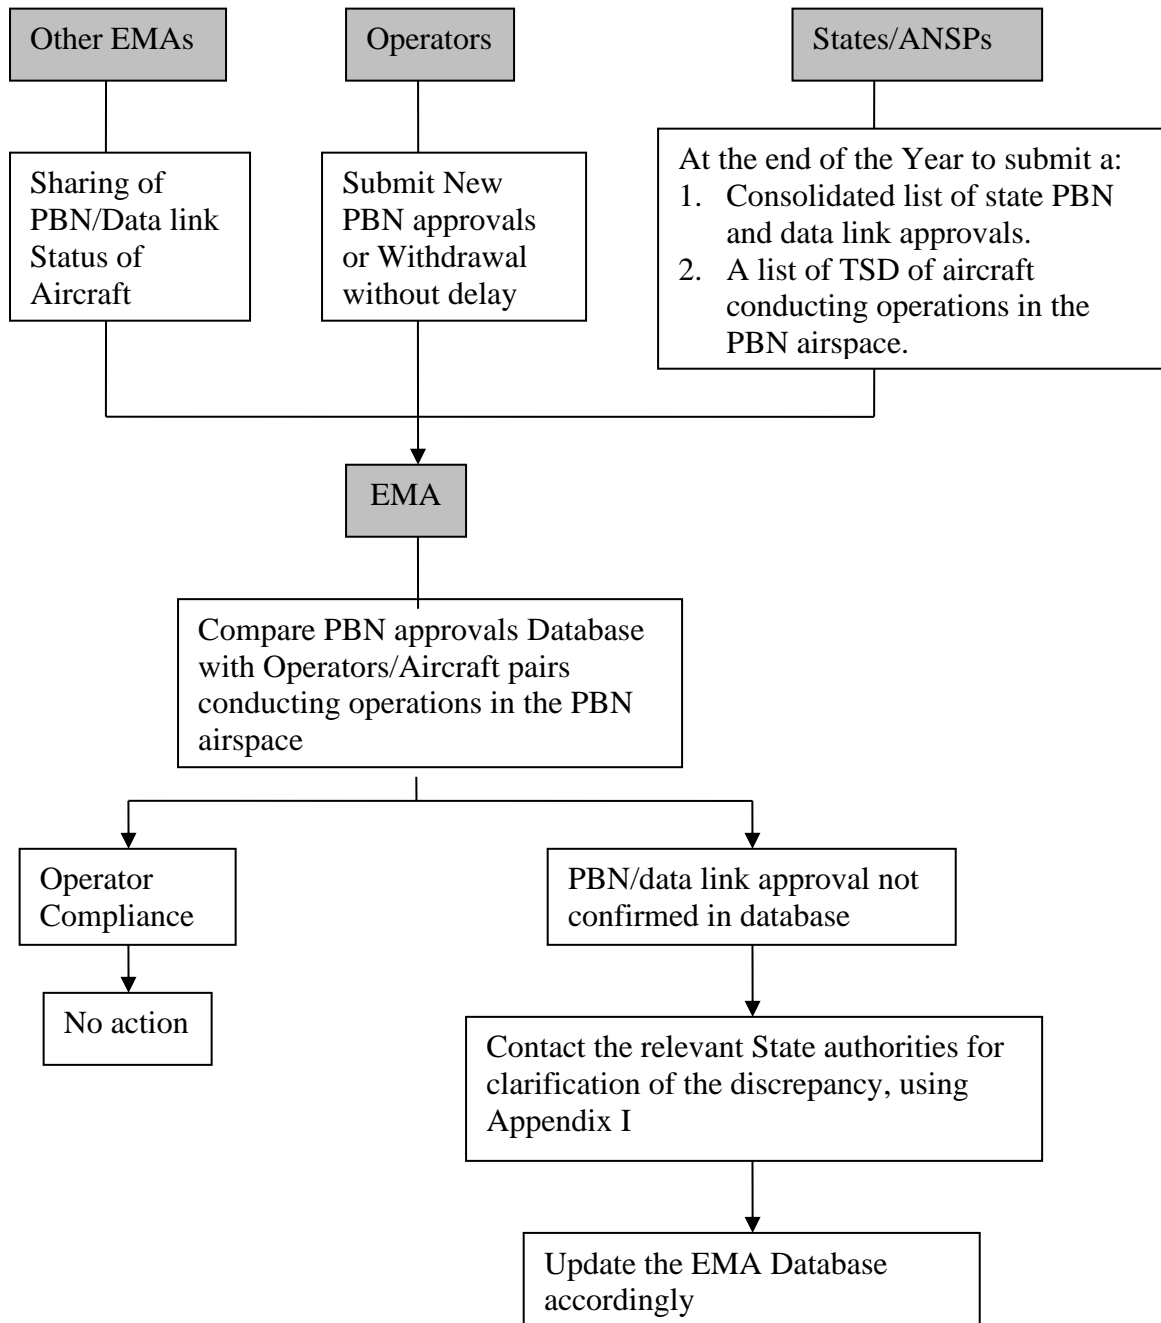 Other EMAs
Operators
States/ANSPs
Sharing of
PBN/Data link
Status of
Aircraft
Submit New
PBN approvals
or Withdrawal
without delay
At the end of the Year to submit a:
1. Consolidated list of state PBN
and data link approvals.
2. A list of TSD of aircraft
conducting operations in the
PBN airspace.
EMA
Compare PBN approvals Database
with Operators/Aircraft pairs
conducting operations in the PBN
airspace
Operator
Compliance
PBN/data link approval not
confirmed in database
No action
Contact the relevant State authorities for
clarification of the discrepancy, using
Appendix I
Update the EMA Database
accordingly